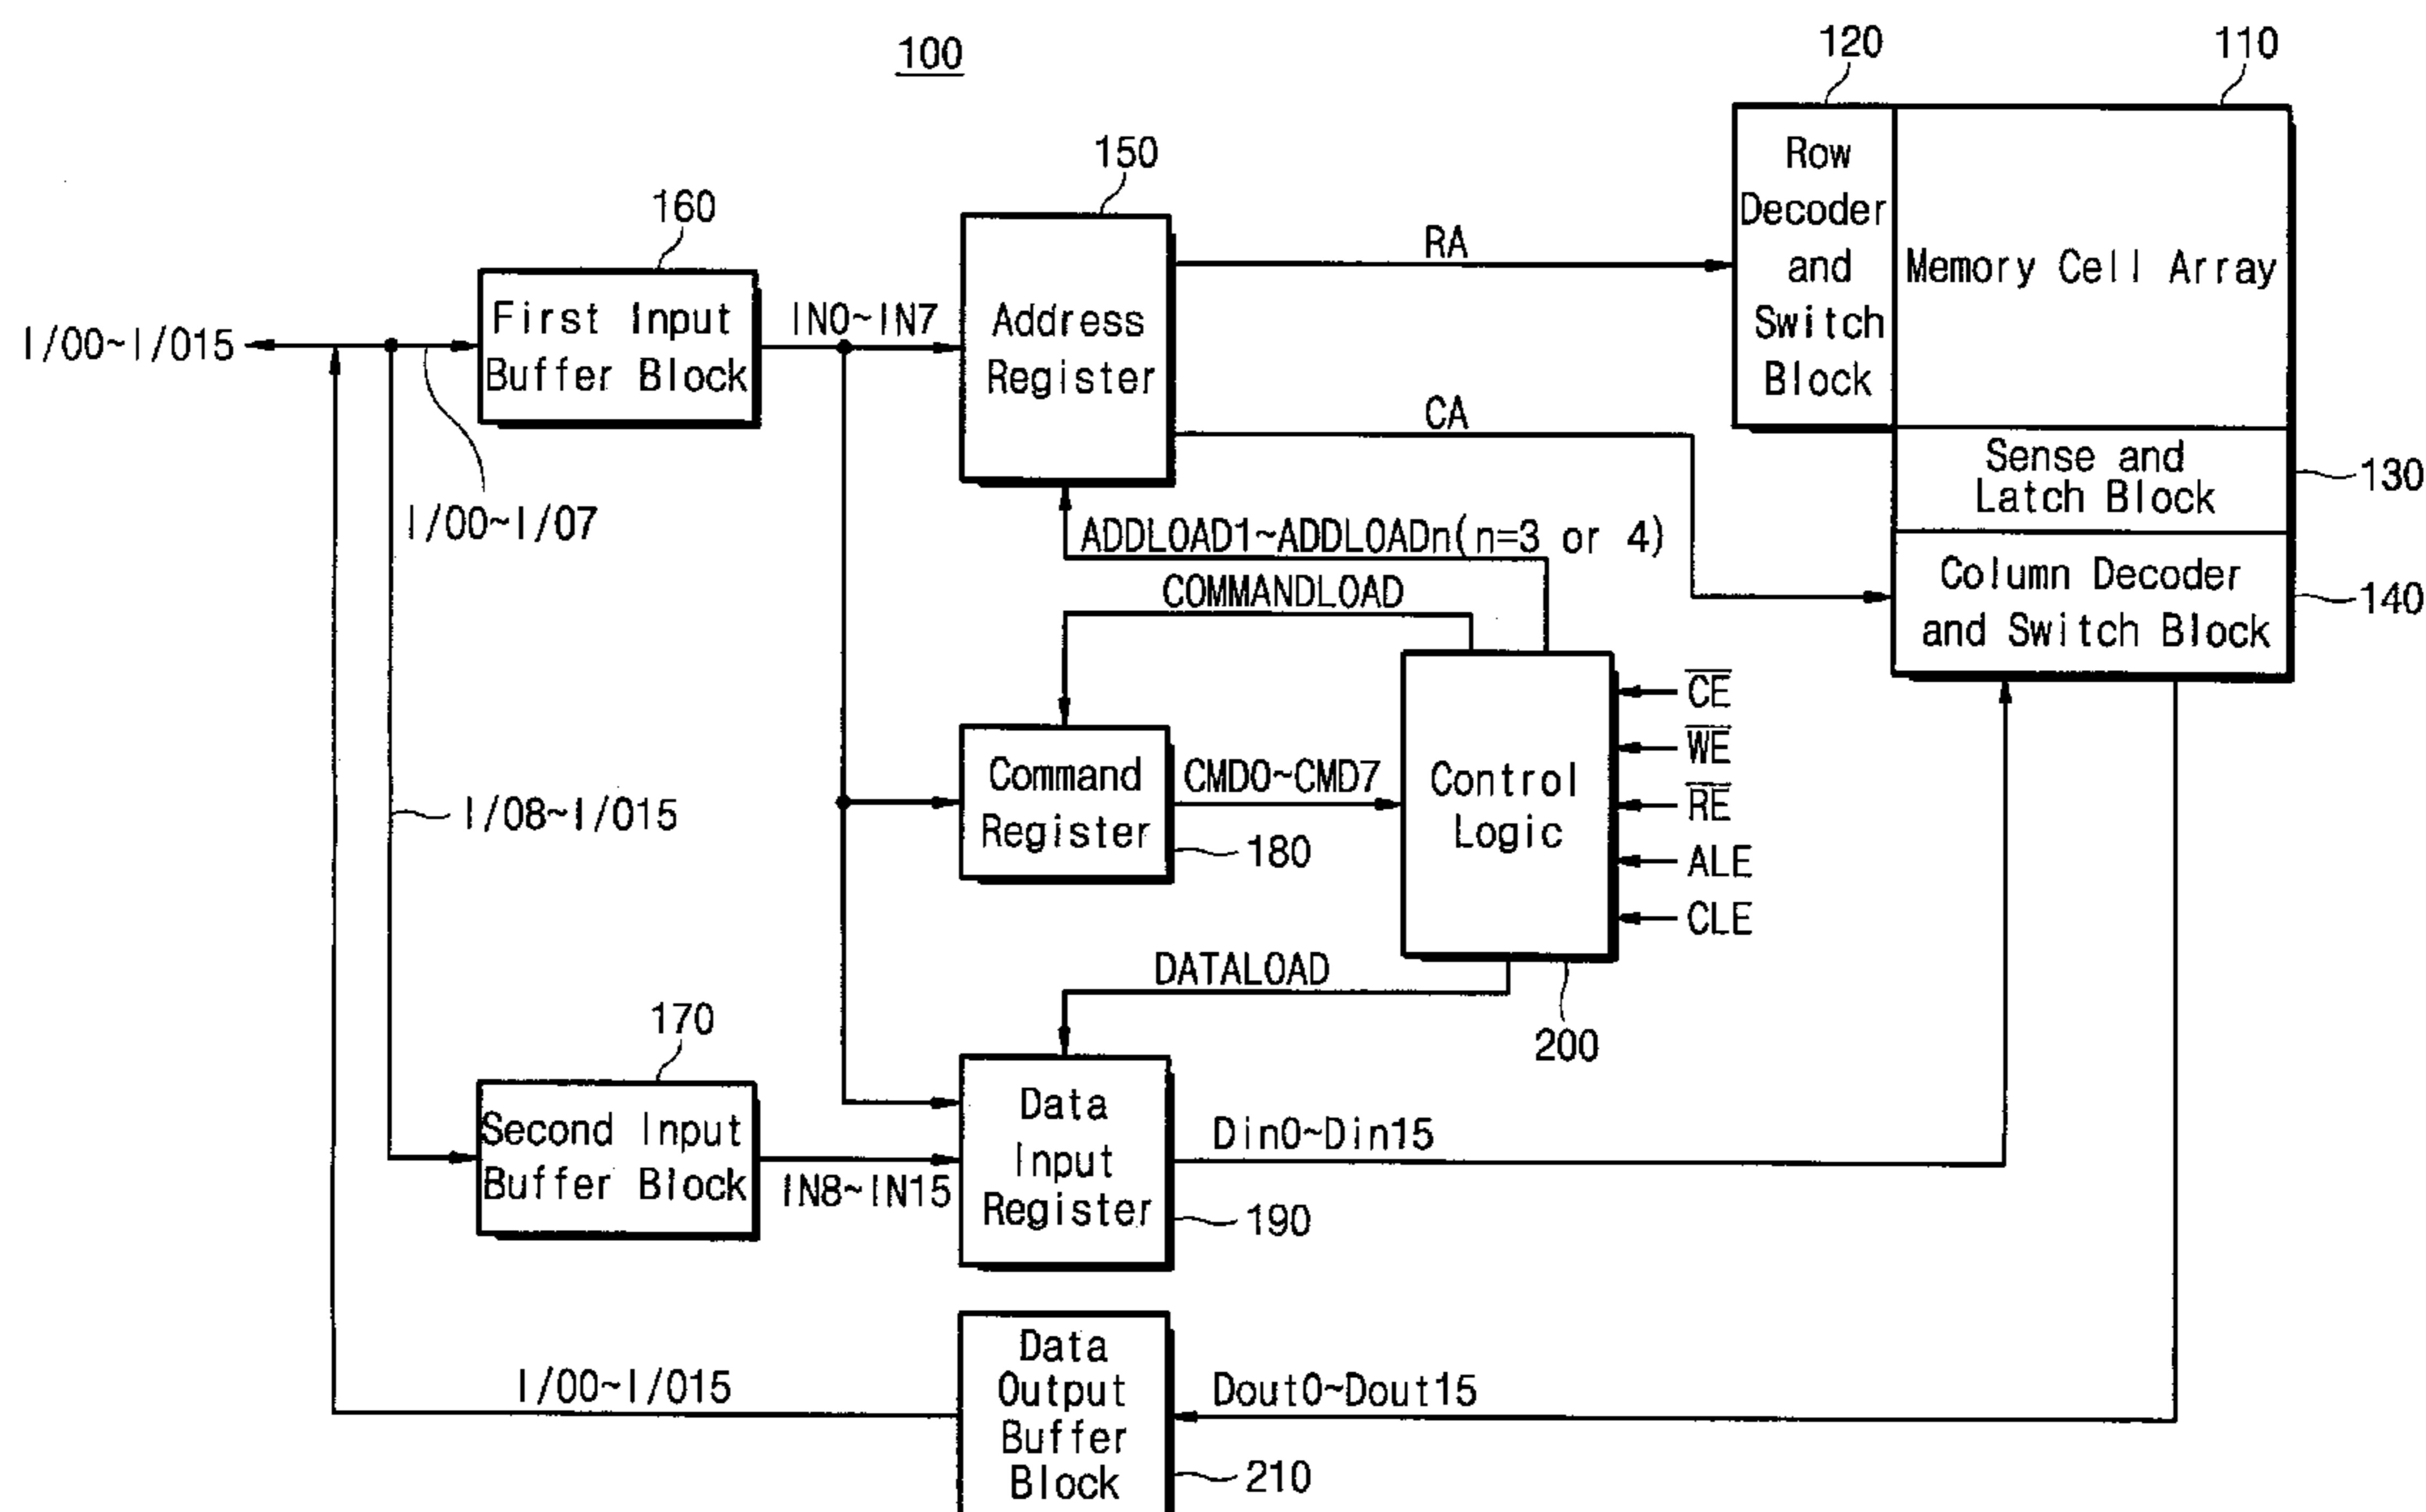 100
120
110
150
160
Row
Decoder
and
Switch
Block
Memory Cell Array
RA
First Input
Buffer Block
IN0~IN7
Address
Register
I/O0~I/O15
CA
Sense and
Latch Block
130
I/O0~I/O7
ADDLOAD1~ADDLOADn(n=3 or 4)
COMMANDLOAD
Column Decoder
and Switch Block
140
CE
WE
RE
ALE
CLE
Command
Register
CMD0~CMD7
Control
Logic
I/O8~I/O15
180
DATALOAD
200
170
Second Input
Buffer Block
IN8~IN15
Data
Input
Register
Din0~Din15
190
Data
Output
Buffer
Block
I/O0~I/O15
Dout0~Dout15
210